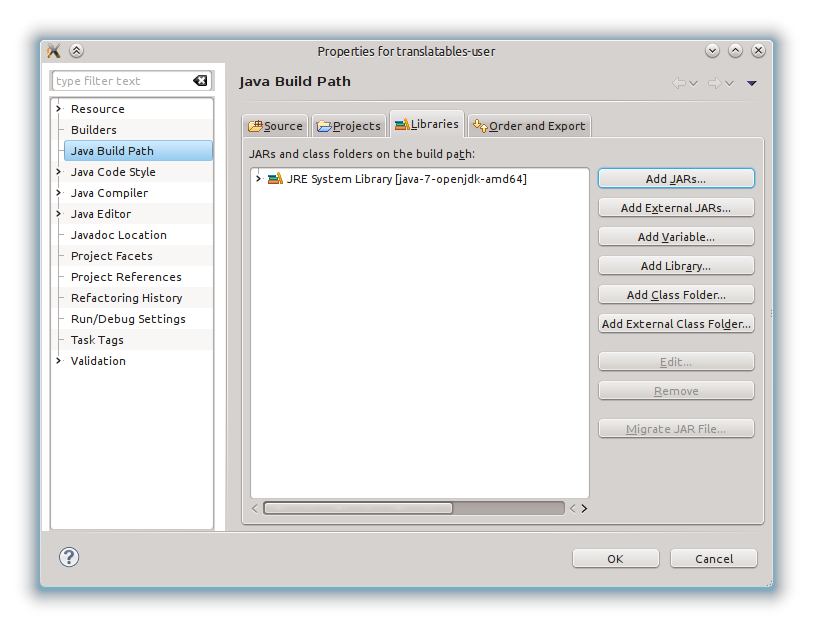 Properties for translatables-user
type filter text
Resource
Builders
Java Build Path
Java Code Style
Java Compiler
Java Editor
Javadoc Location
Project Facets
Project References
Refactoring History
Run/Debug Settings
Task Tags
Validation
Java Build Path
Source
Projects
Libraries
Order and Export
JARs and class folders on the build path:
JRE System Library [java-7-openjdk-amd64]
Add JARs...
Add External JARs...
Add Variable...
Add Library...
Add Class Folder...
Add External Class Folder...
Edit...
Remove
Migrate JAR File...
?
OK
Cancel